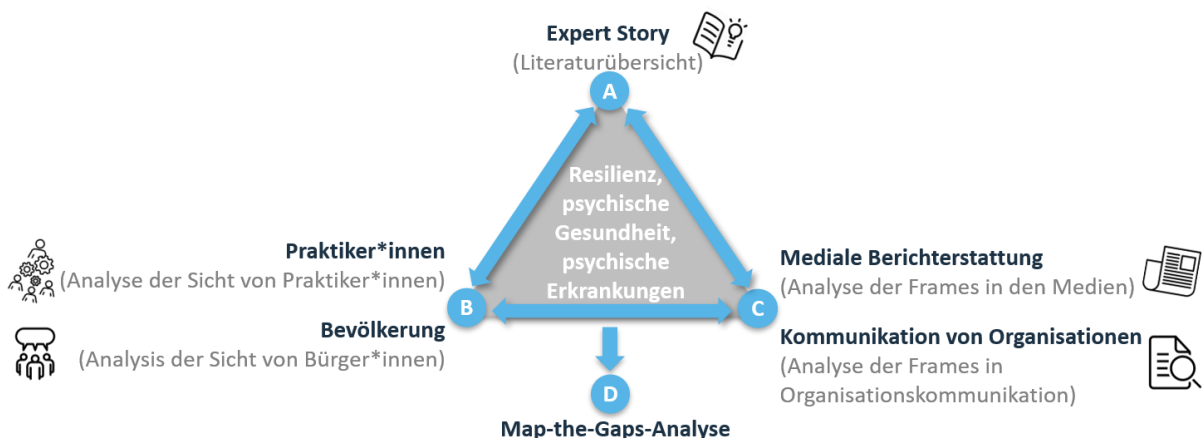 Expert Story
(Literaturübersicht)
A
Resilienz,
psychische
Gesundheit,
psychische
Erkrankungen
Praktiker*innen
(Analyse der Sicht von Praktiker*innen)
B
Bevölkerung
(Analysis der Sicht von Bürger*innen)
Mediale Berichterstattung
(Analyse der Frames in den Medien)
C
Kommunikation von Organisationen
(Analyse der Frames in
Organisationskommunikation)
D
Map-the-Gaps-Analyse